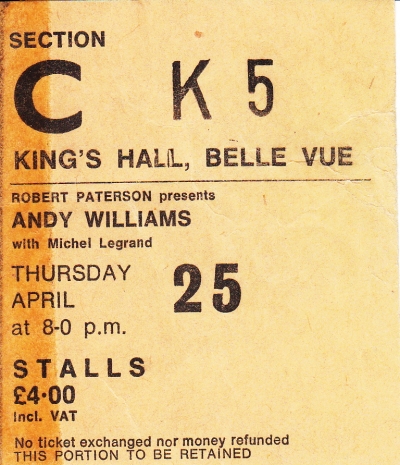 SECTION
C K 5
KING'S HALL, BELLE VUE
ROBERT PATERSON presents
ANDY WILLIAMS
with Michel Legrand
THURSDAY
APRIL 25
at 8-0 p.m.
STALLS
£4·00
Incl. VAT
No ticket exchanged nor money refunded
THIS PORTION TO BE RETAINED